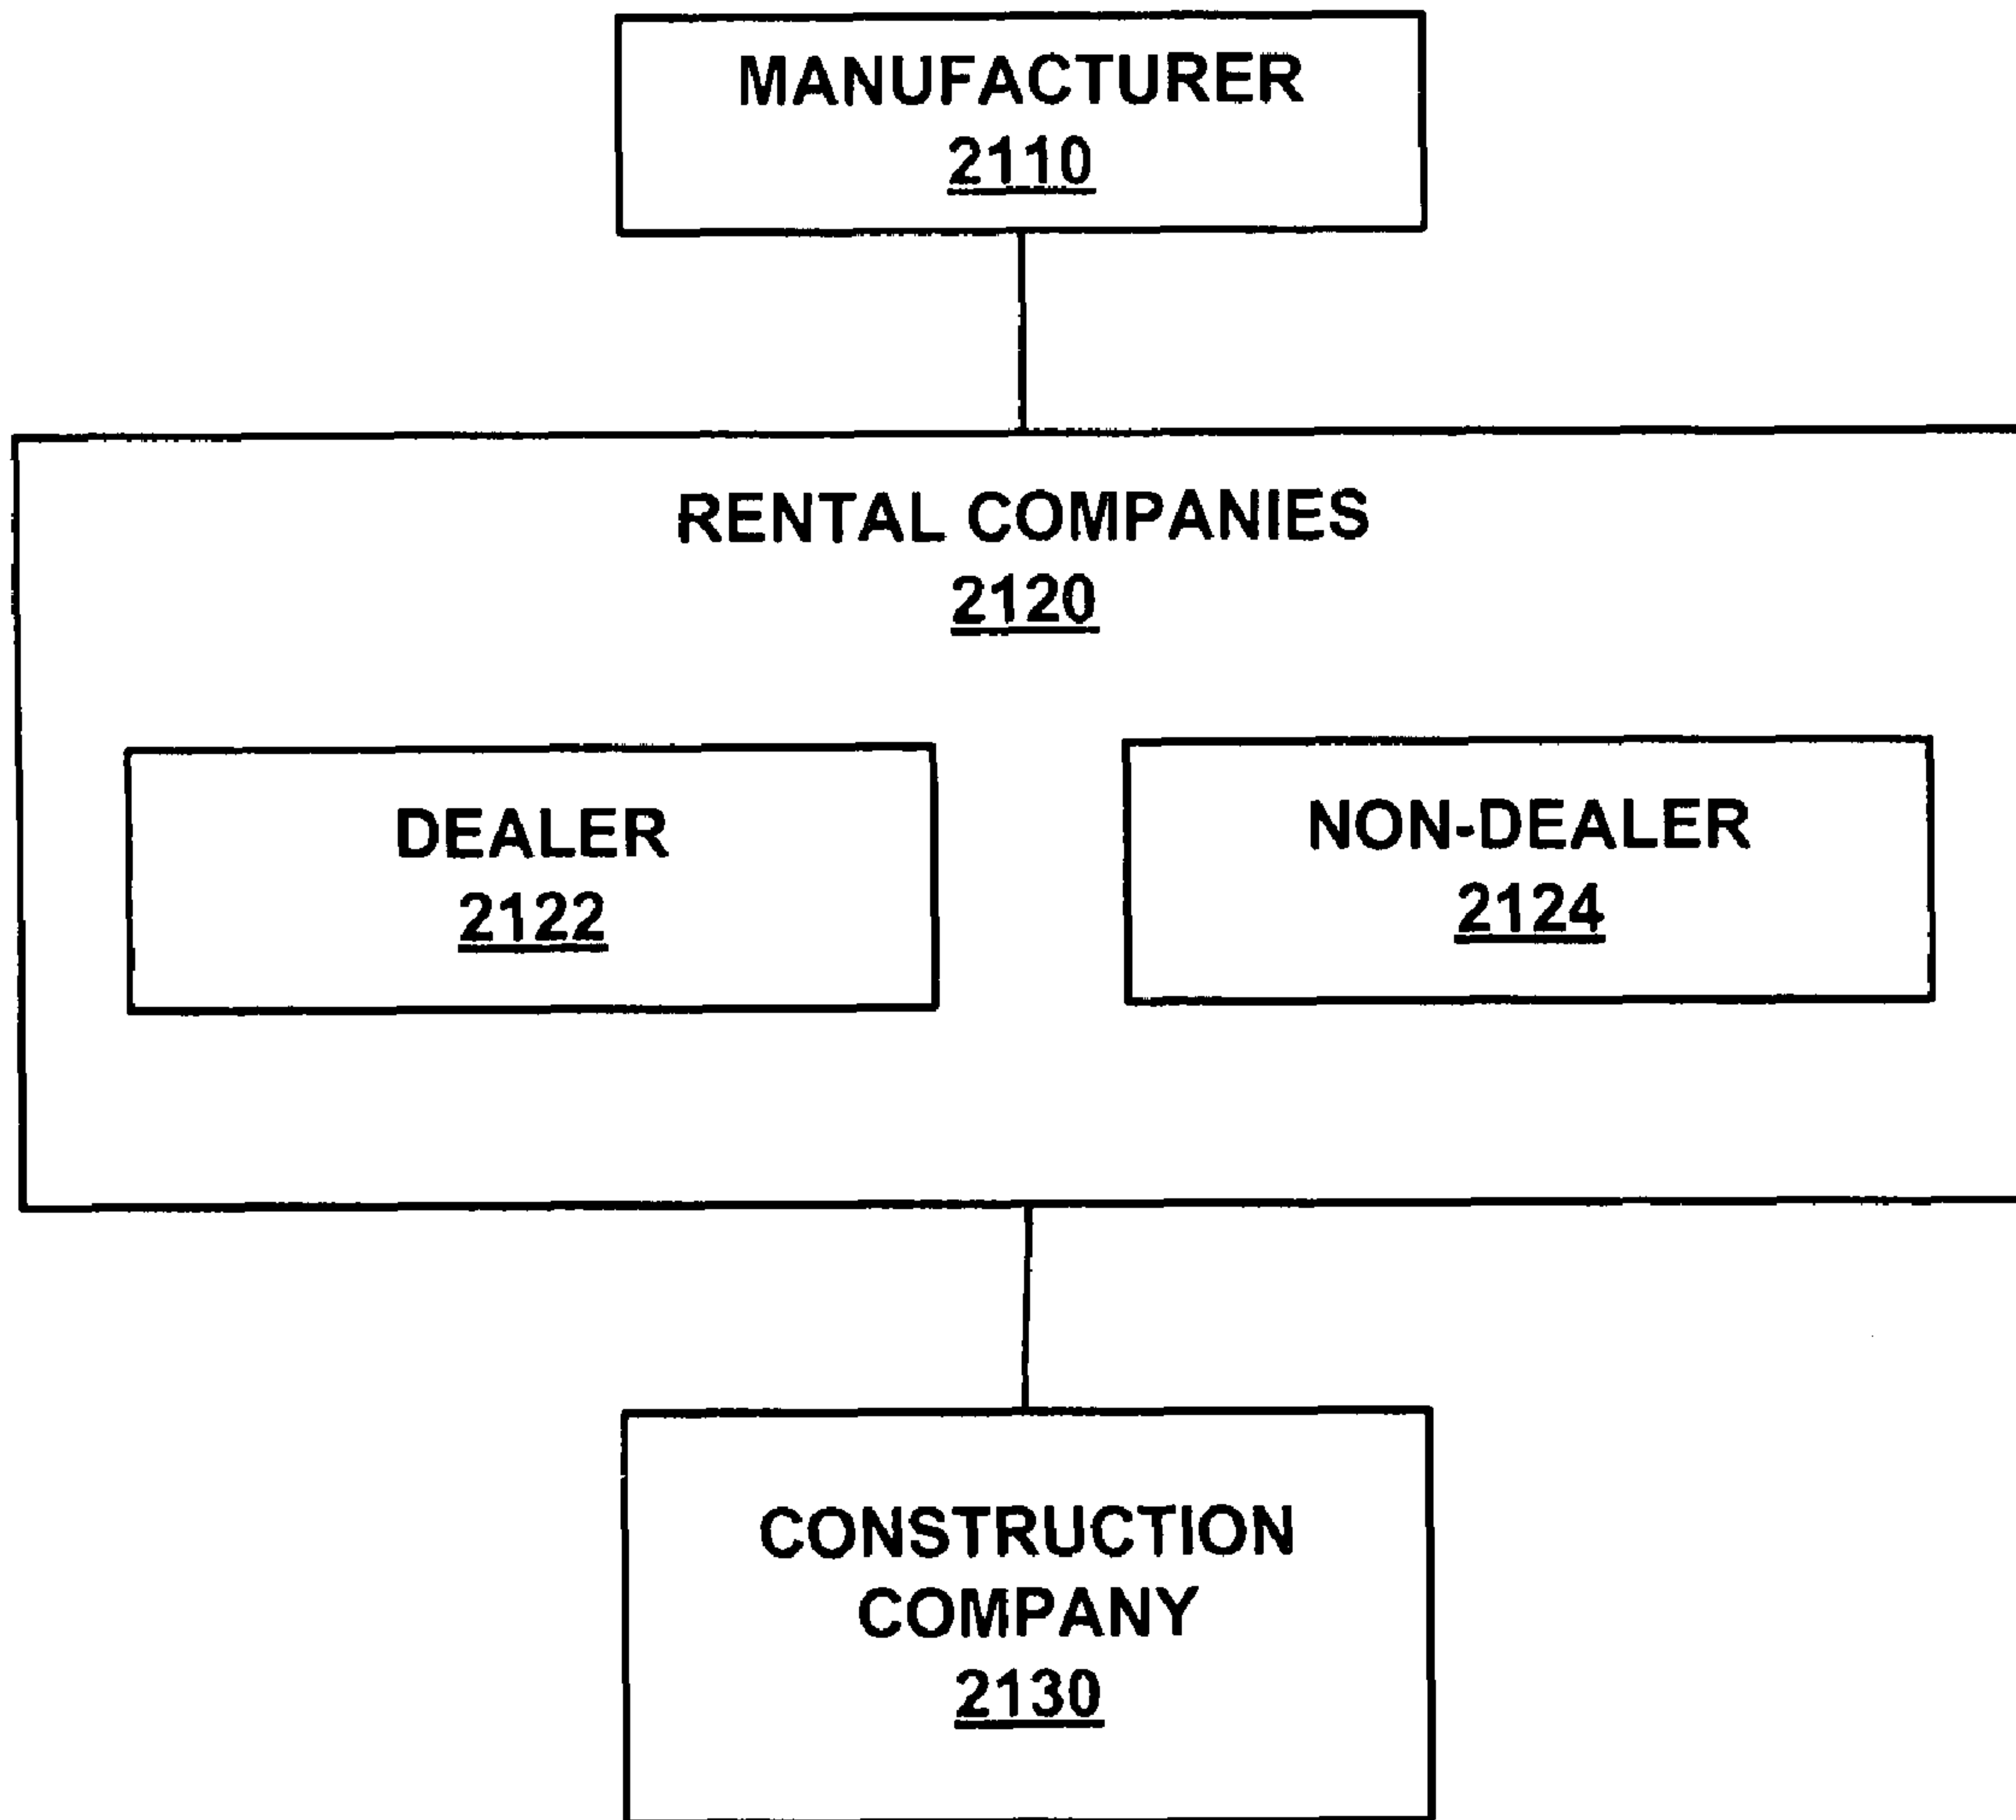 MANUFACTURER
2110
RENTAL COMPANIES
2120
DEALER
2122
NON-DEALER
2124
CONSTRUCTION
COMPANY
2130